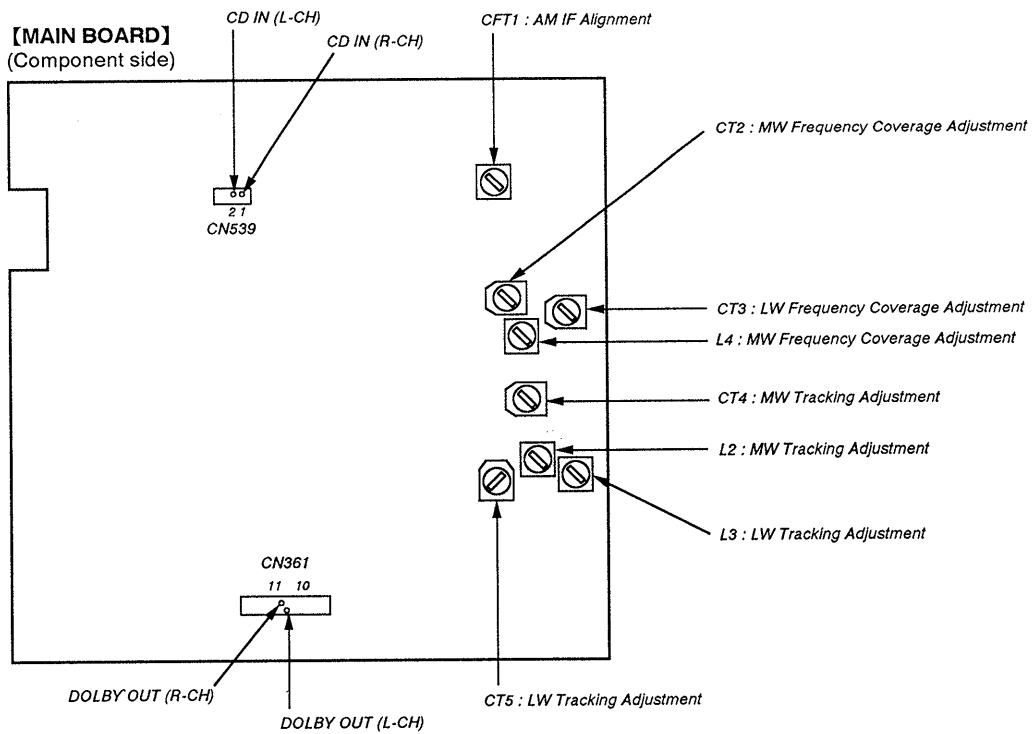 CD IN (L-CH)
CFT1 : AM IF Alignment
【MAIN BOARD】
CD IN (R-CH)
(Component side)
CT2 : MW Frequency Coverage Adjustment
2 1
CN539
CT3 : LW Frequency Coverage Adjustment
L4 : MW Frequency Coverage Adjustment
CT4 : MW Tracking Adjustment
L2 : MW Tracking Adjustment
L3 : LW Tracking Adjustment
CN361
11 10
DOLBY OUT (R-CH)
CT5 : LW Tracking Adjustment
DOLBY OUT (L-CH)